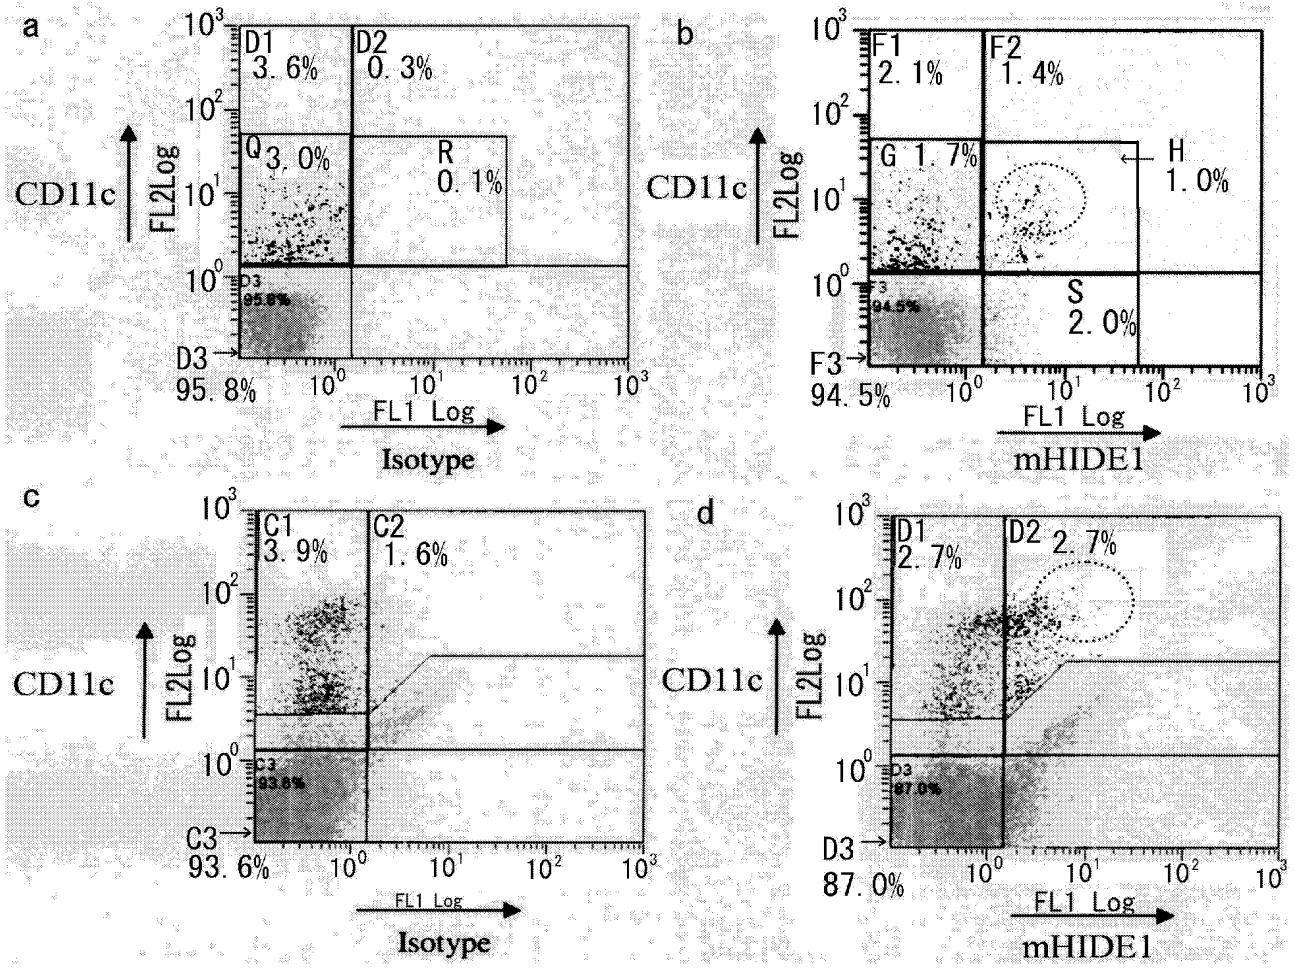 a
10³
10²
10¹
10⁰
CD11c
FL2Log
D1
3.6%
D2
0.3%
Q
3.0%
R
0.1%
D3
95.8%
D3
95.8%
10⁰ 10¹ 10² 10³
FL1 Log
Isotype
b
10³
10²
10¹
10⁰
CD11c
FL2Log
F1
2.1%
F2
1.4%
G 1.7%
H
1.0%
S
2.0%
F3
94.5%
F3
94.5%
10⁰ 10¹ 10² 10³
FL1 Log
mHIDE1
c
10³
10²
10¹
10⁰
CD11c
FL2Log
C1
3.9%
C2
1.6%
C3
93.6%
C3
93.6%
10⁰ 10¹ 10² 10³
FL1 Log
Isotype
d
10³
10²
10¹
10⁰
CD11c
FL2Log
D1
2.7%
D2 2.7%
D3
87.0%
D3
87.0%
10⁰ 10¹ 10² 10³
FL1 Log
mHIDE1